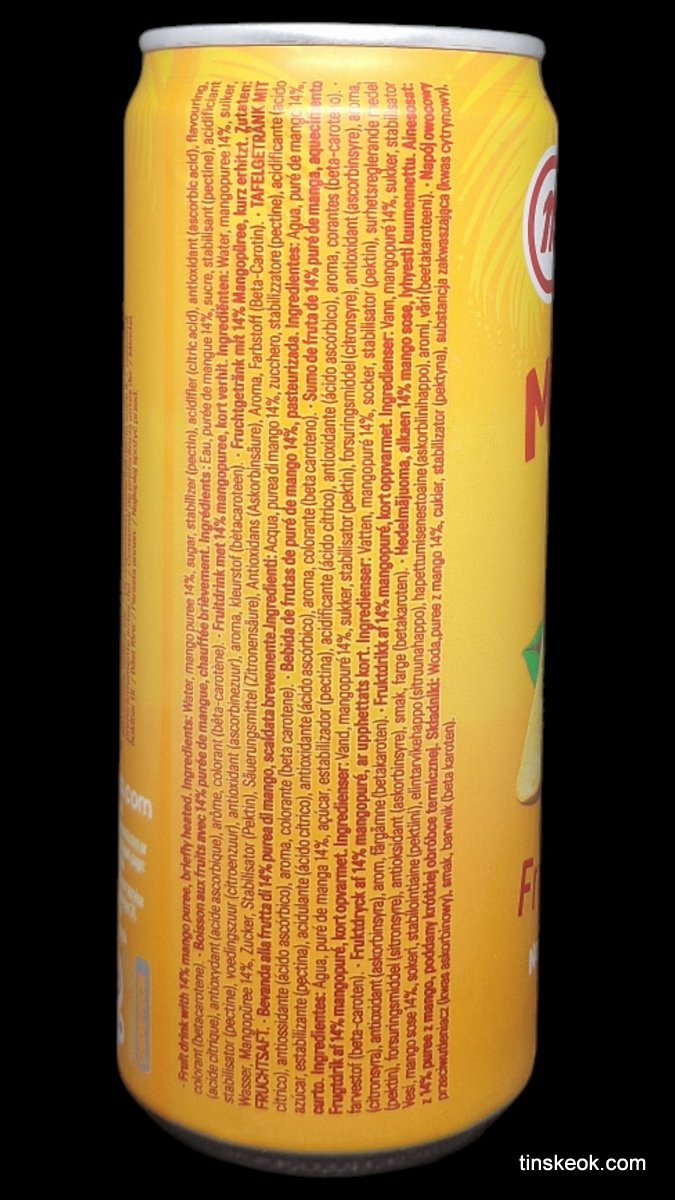 · Fruit drink with 14% mango puree, briefly heated. Ingredients: Water, mango puree 14%, sugar, stabilizer (pectin), acidifier (citric acid), antioxidant (ascorbic acid), flavouring,
colorant (betacarotene). · Boisson aux fruits avec 14% purée de mangue, chauffée brièvement. Ingrédients : Eau, purée de mangue 14%, sucre, stabilisant (pectine), acidifiant
(acide citrique), antioxydant (acide ascorbique), arôme, colorant (bêta-carotène). · Fruitdrink met 14% mangopuree, kort verhit. Ingrediënten: Water, mangopuree 14%, suiker,
stabilisator (pectine), voedingszuur (citroenzuur), antioxidant (ascorbinezuur), aroma, kleurstof (bètacaroteen). · Fruchtgetränk mit 14% Mangopüree, kurz erhitzt. Zutaten:
Wasser, Mangopüree 14%, Zucker, Stabilisator (Pektin), Säuerungsmittel (Zitronensäure), Antioxidans (Askorbinsäure), Aroma, Farbstoff (Beta-Carotin). · TAFELGETRÄNK MIT
FRUCHTSAFT. · Bevanda alla frutta di 14% purea di mango, scaldata brevemente.Ingredienti: Acqua, purea di mango 14%, zucchero, stabilizzatore (pectine), acidificante (acido
citrico), antiossidante (acido ascórbico), aroma, colorante (beta carotene). · Bebida de frutas de puré de mango 14%, pasteurizada. Ingredientes: Agua, puré de mango 14%,
azúcar, estabilizante (pectina), acidulante (ácido cítrico), antioxidante (ácido ascórbico), aroma, colorante (beta caroteno). · Sumo de fruta de 14% puré de manga, aquecimento
curto. Ingredientes: Água, puré de manga 14%, açúcar, estabilizador (pectina), acidificante (ácido cítrico), antioxidante (ácido ascórbico), aroma, corantes (beta-caroteno). ·
Frugtdrik af 14% mangopuré, kort opvarmet. Ingredienser: Vand, mangopuré 14%, sukker, stabilisator (pektin), forsuringsmiddel (citronsyre), antioxidant (ascorbinsyre), aroma,
farvestof (beta-caroten). · Fruktdryck af 14% mangopuré, ar upphettats kort. Ingredienser: Vatten, mangopuré 14%, socker, stabilisator (pektin), surhetsreglerande medel
(citronsyra), antioxidant (askorbinsyra), arom, färgämne (betakaroten). · Fruktdrikk af 14% mangopuré, kort oppvarmet. Ingredienser: Vann, mangopuré 14%, sukker, stabilisator
(pektin), forsuringsmiddel (sitronsyre), antioksidant (askorbinsyre), smak, farge (betakaroten). · Hedelmäjuoma, alkaen 14% mango sose, lyhyesti kuumennettu. Ainesosat:
Vesi, mango sose 14%, sokeri, stabilointiaine (pektiini), elintarvikehappo (sitruunahappo), hapettumisenestoaine (askorbiinihappo), aromi, väri (beetakaroteeni). · Napój owocowy
z 14%, puree z mango, poddany krótkiej obróbce termicznej. Składniki: Woda,puree z mango 14%, cukier, stabilizator (pektyna), substancja zakwaszająca (kwas cytrynowy),
przeciwutleniacz (kwas askorbinowy), smak, barwnik (beta karoten).
.com
M
Fr
tinskeok.com